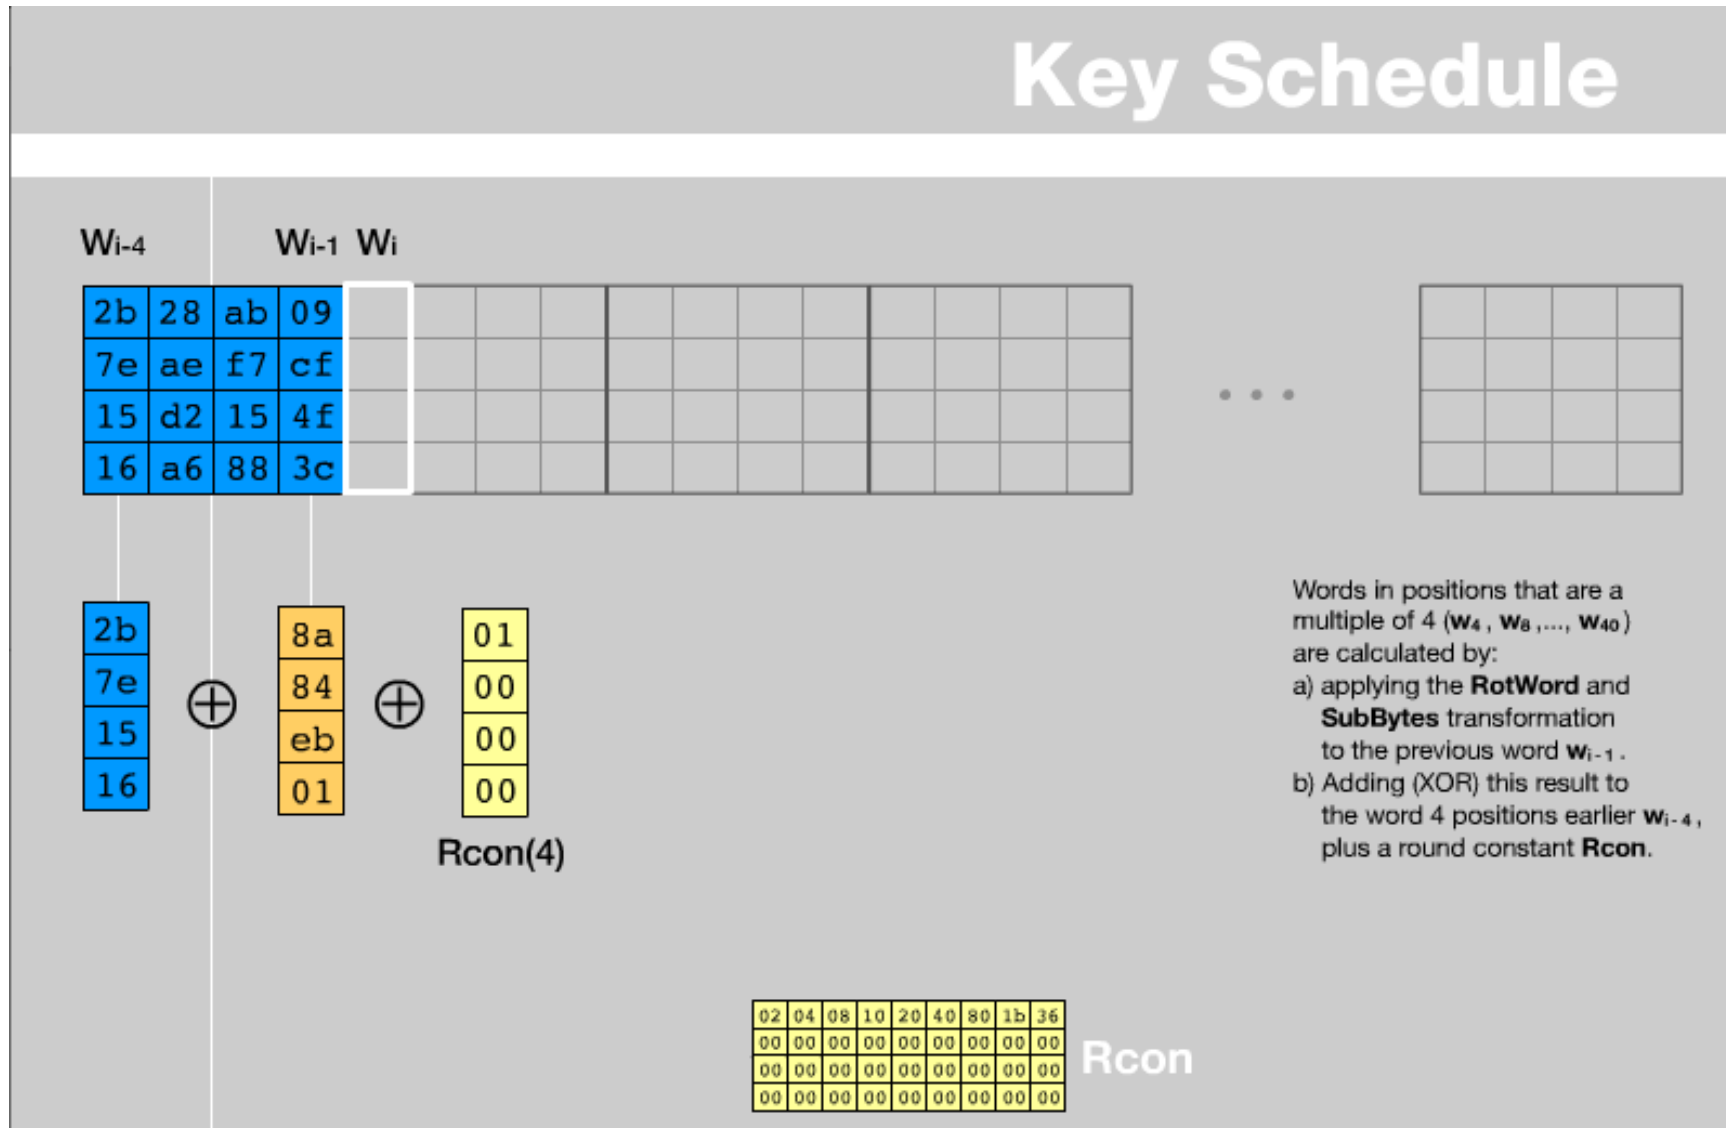 Key Schedule
Wi-4 Wi-1 Wi
2b 28 ab 09
7e ae f7 cf
15 d2 15 4f
16 a6 88 3c
2b 8a 01
7e 84 00
15 eb 00
16 01 00
Rcon(4)
Words in positions that are a
multiple of 4 (w4, w8,..., w40)
are calculated by:
a) applying the RotWord and
SubBytes transformation
to the previous word wi-1.
b) Adding (XOR) this result to
the word 4 positions earlier wi-4,
plus a round constant Rcon.
02 04 08 10 20 40 80 1b 36
00 00 00 00 00 00 00 00 00
00 00 00 00 00 00 00 00 00
00 00 00 00 00 00 00 00 00
Rcon